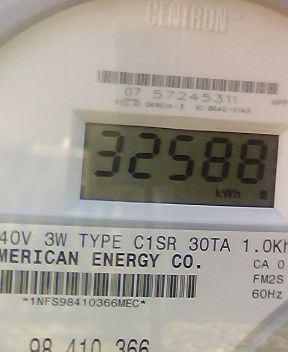 CENTRON®
07 57245311
32588
kWh
40V 3W TYPE C1SR 30TA 1.0Kh
MERICAN ENERGY CO.
CA 0
FM2S
60Hz
*1NFS98410366MEC*
98 410 366